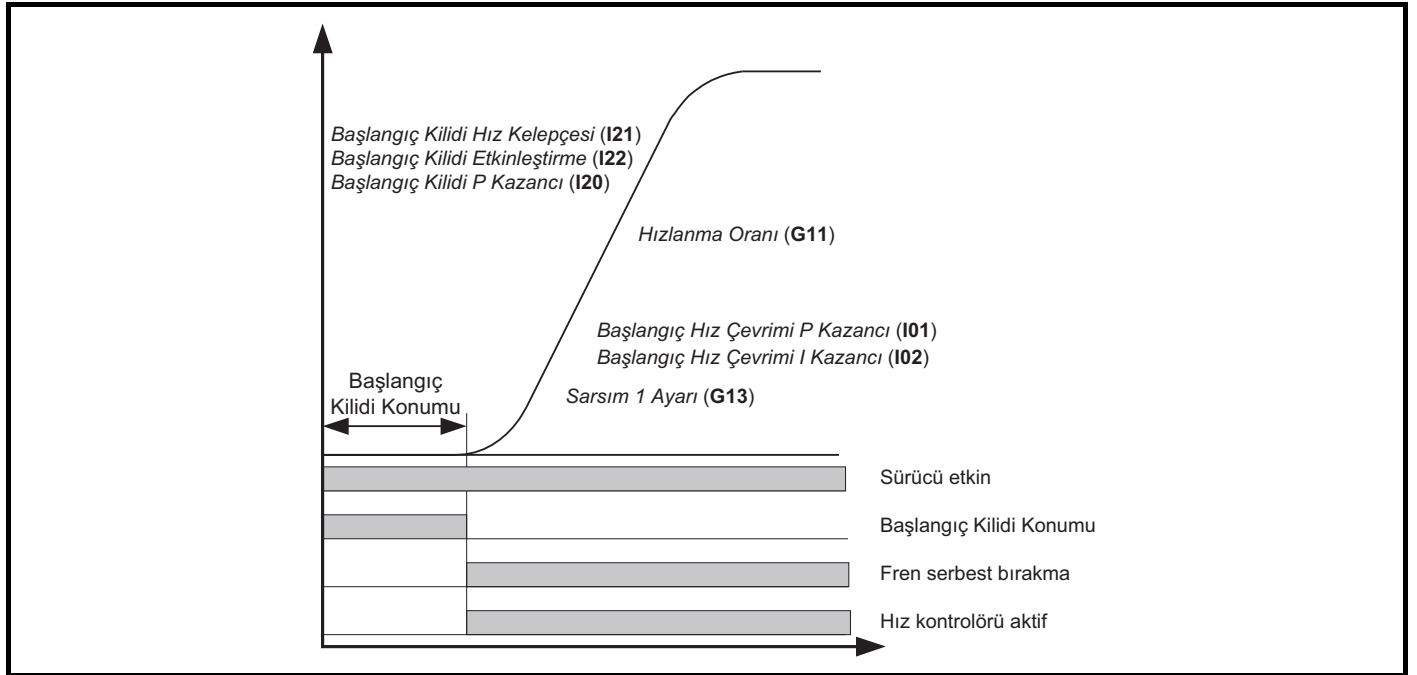 Başlangıç Kilidi Hız Kelepçesi (I21)
Başlangıç Kilidi Etkinleştirme (I22)
Başlangıç Kilidi P Kazancı (I20)
Hızlanma Oranı (G11)
Başlangıç Hız Çevrimi P Kazancı (I01)
Başlangıç Hız Çevrimi I Kazancı (I02)
Sarsım 1 Ayarı (G13)
Başlangıç
Kilidi Konumu
Sürücü etkin
Başlangıç Kilidi Konumu
Fren serbest bırakma
Hız kontrolörü aktif